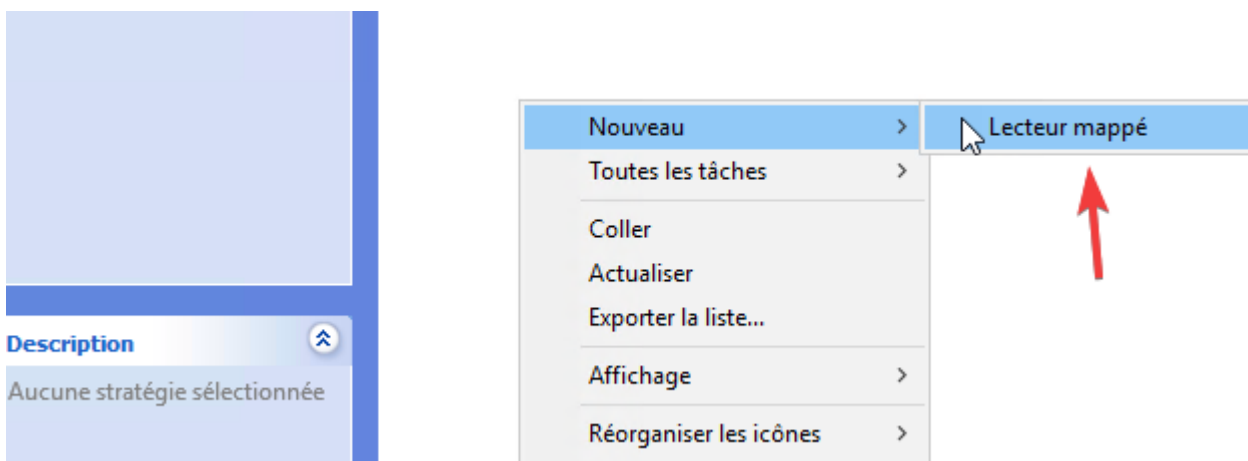 Nouveau
Lecteur mappé
Toutes les tâches
Coller
Actualiser
Exporter la liste...
Description
Aucune stratégie sélectionnée
Affichage
Réorganiser les icônes